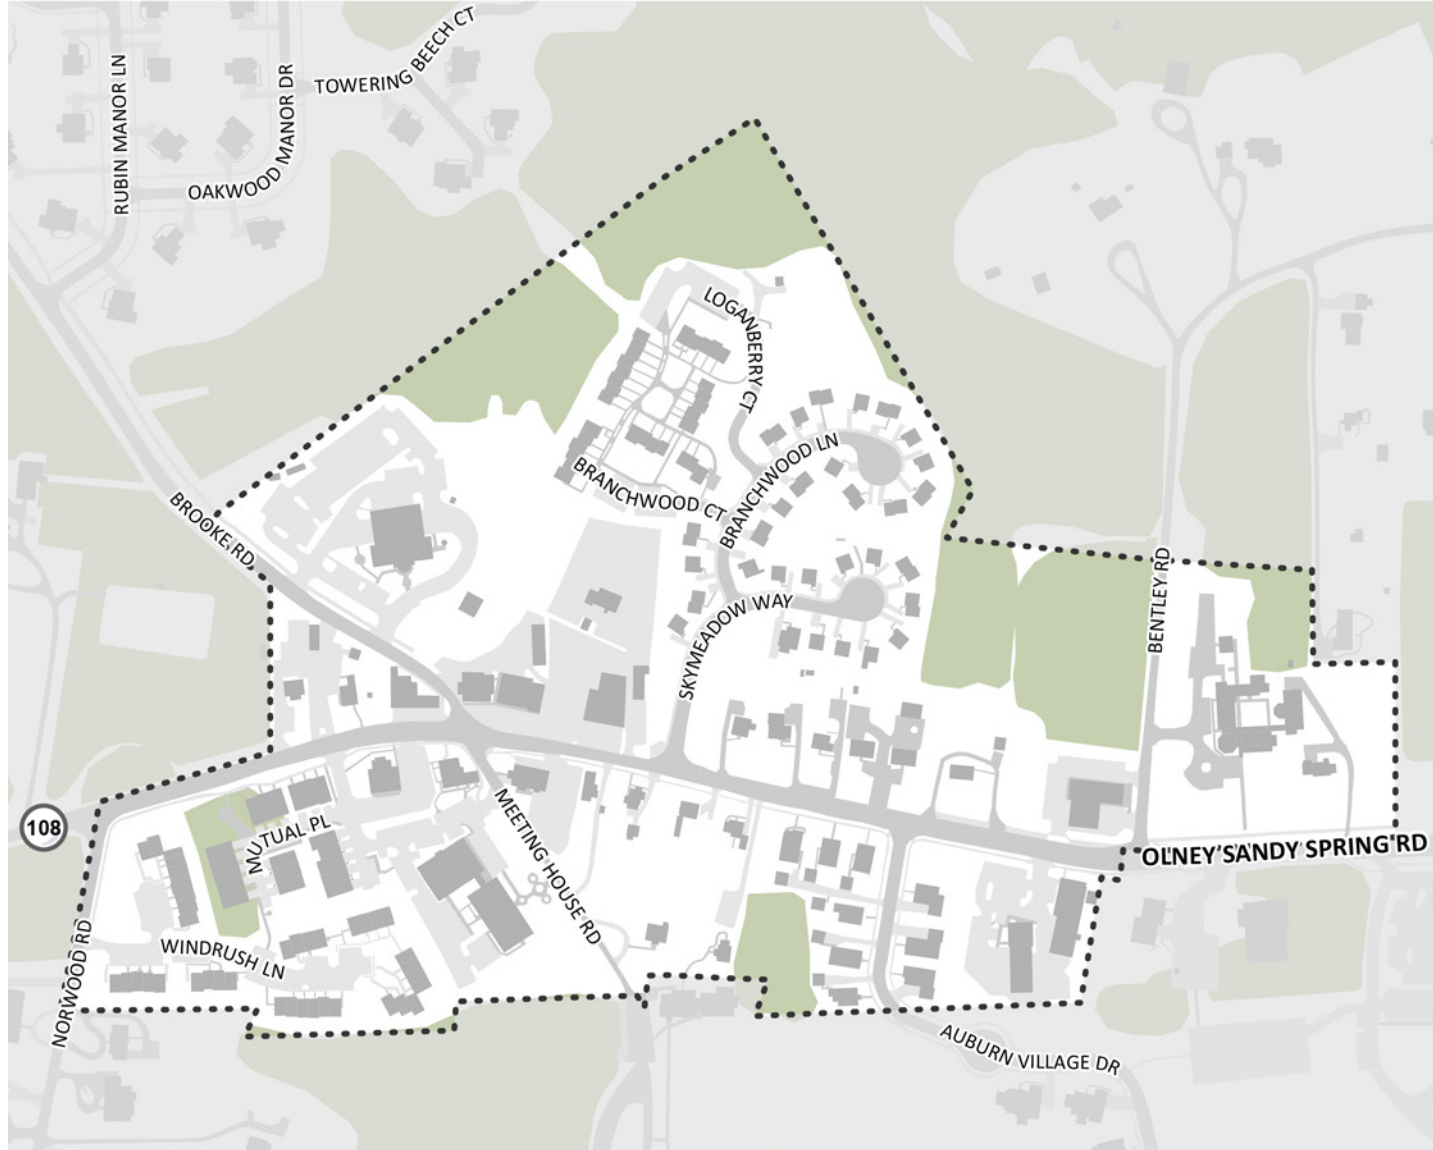 TOWERING BEECH CT
RUBIN MANOR LN
OAKWOOD MANOR DR
LOGANBERRY CT
BRANCHWOOD LN
BRANCHWOOD CT
BROOKE RD
SKYMEADOW WAY
BENTLEY RD
108
MUTUAL PL
MEETING HOUSE RD
OLNEY SANDY SPRING RD
WINDRUSH LN
NORWOOD RD
AUBURN VILLAGE DR